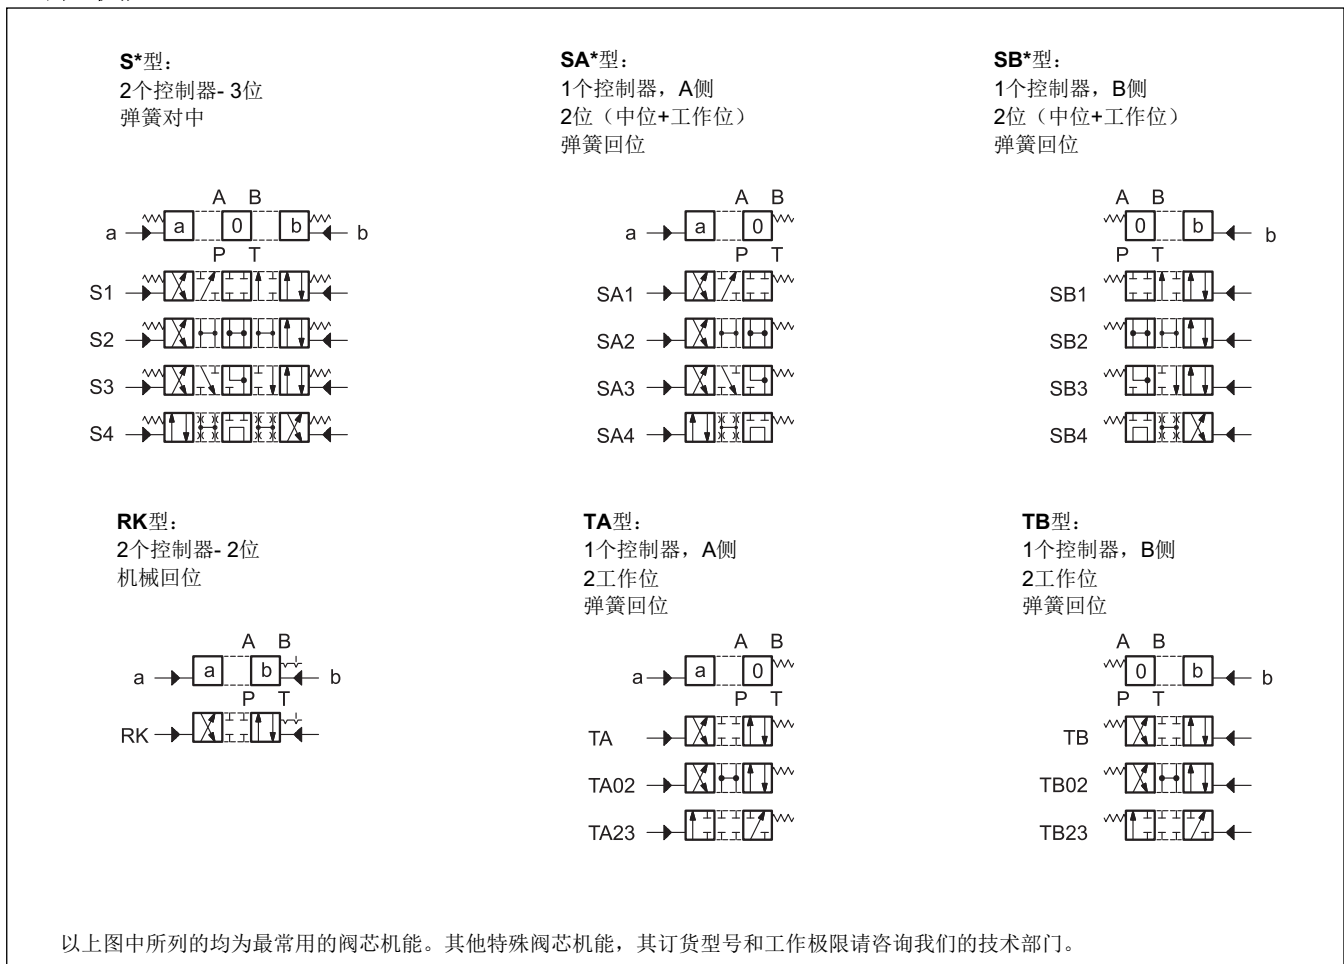 S*型：
2个控制器- 3位
弹簧对中
A B
a a 0 b b
P T
S1
S2
S3
S4
SA*型：
1个控制器，A侧
2位（中位+工作位）
弹簧回位
A B
a a 0
P T
SA1
SA2
SA3
SA4
SB*型：
1个控制器，B侧
2位（中位+工作位）
弹簧回位
A B
0 b b
P T
SB1
SB2
SB3
SB4
RK型：
2个控制器- 2位
机械回位
A B
a a b b
P T
RK
TA型：
1个控制器，A侧
2工作位
弹簧回位
A B
a a 0
P T
TA
TA02
TA23
TB型：
1个控制器，B侧
2工作位
弹簧回位
A B
0 b b
P T
TB
TB02
TB23
以上图中所列的均为最常用的阀芯机能。其他特殊阀芯机能，其订货型号和工作极限请咨询我们的技术部门。